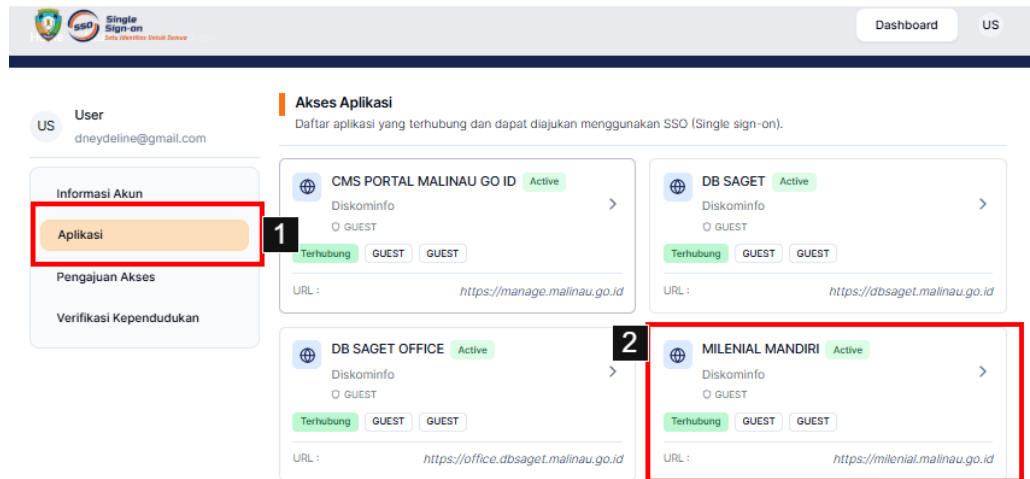 Single
Sign-on
Satu Identitas Untuk Semua
Dashboard
US
US
User
dneydeline@gmail.com
Informasi Akun
Aplikasi
1
Pengajuan Akses
Verifikasi Kependudukan
Akses Aplikasi
Daftar aplikasi yang terhubung dan dapat diajukan menggunakan SSO (Single sign-on).
CMS PORTAL MALINAU GO ID Active
Diskominfo
GUEST
Terhubung GUEST GUEST
URL : https://manage.malinau.go.id
DB SAGET Active
Diskominfo
GUEST
Terhubung GUEST GUEST
URL : https://dbsaget.malinau.go.id
DB SAGET OFFICE Active
Diskominfo
GUEST
Terhubung GUEST GUEST
URL : https://office.dbsaget.malinau.go.id
2
MILENIAL MANDIRI Active
Diskominfo
GUEST
Terhubung GUEST GUEST
URL : https://milenial.malinau.go.id